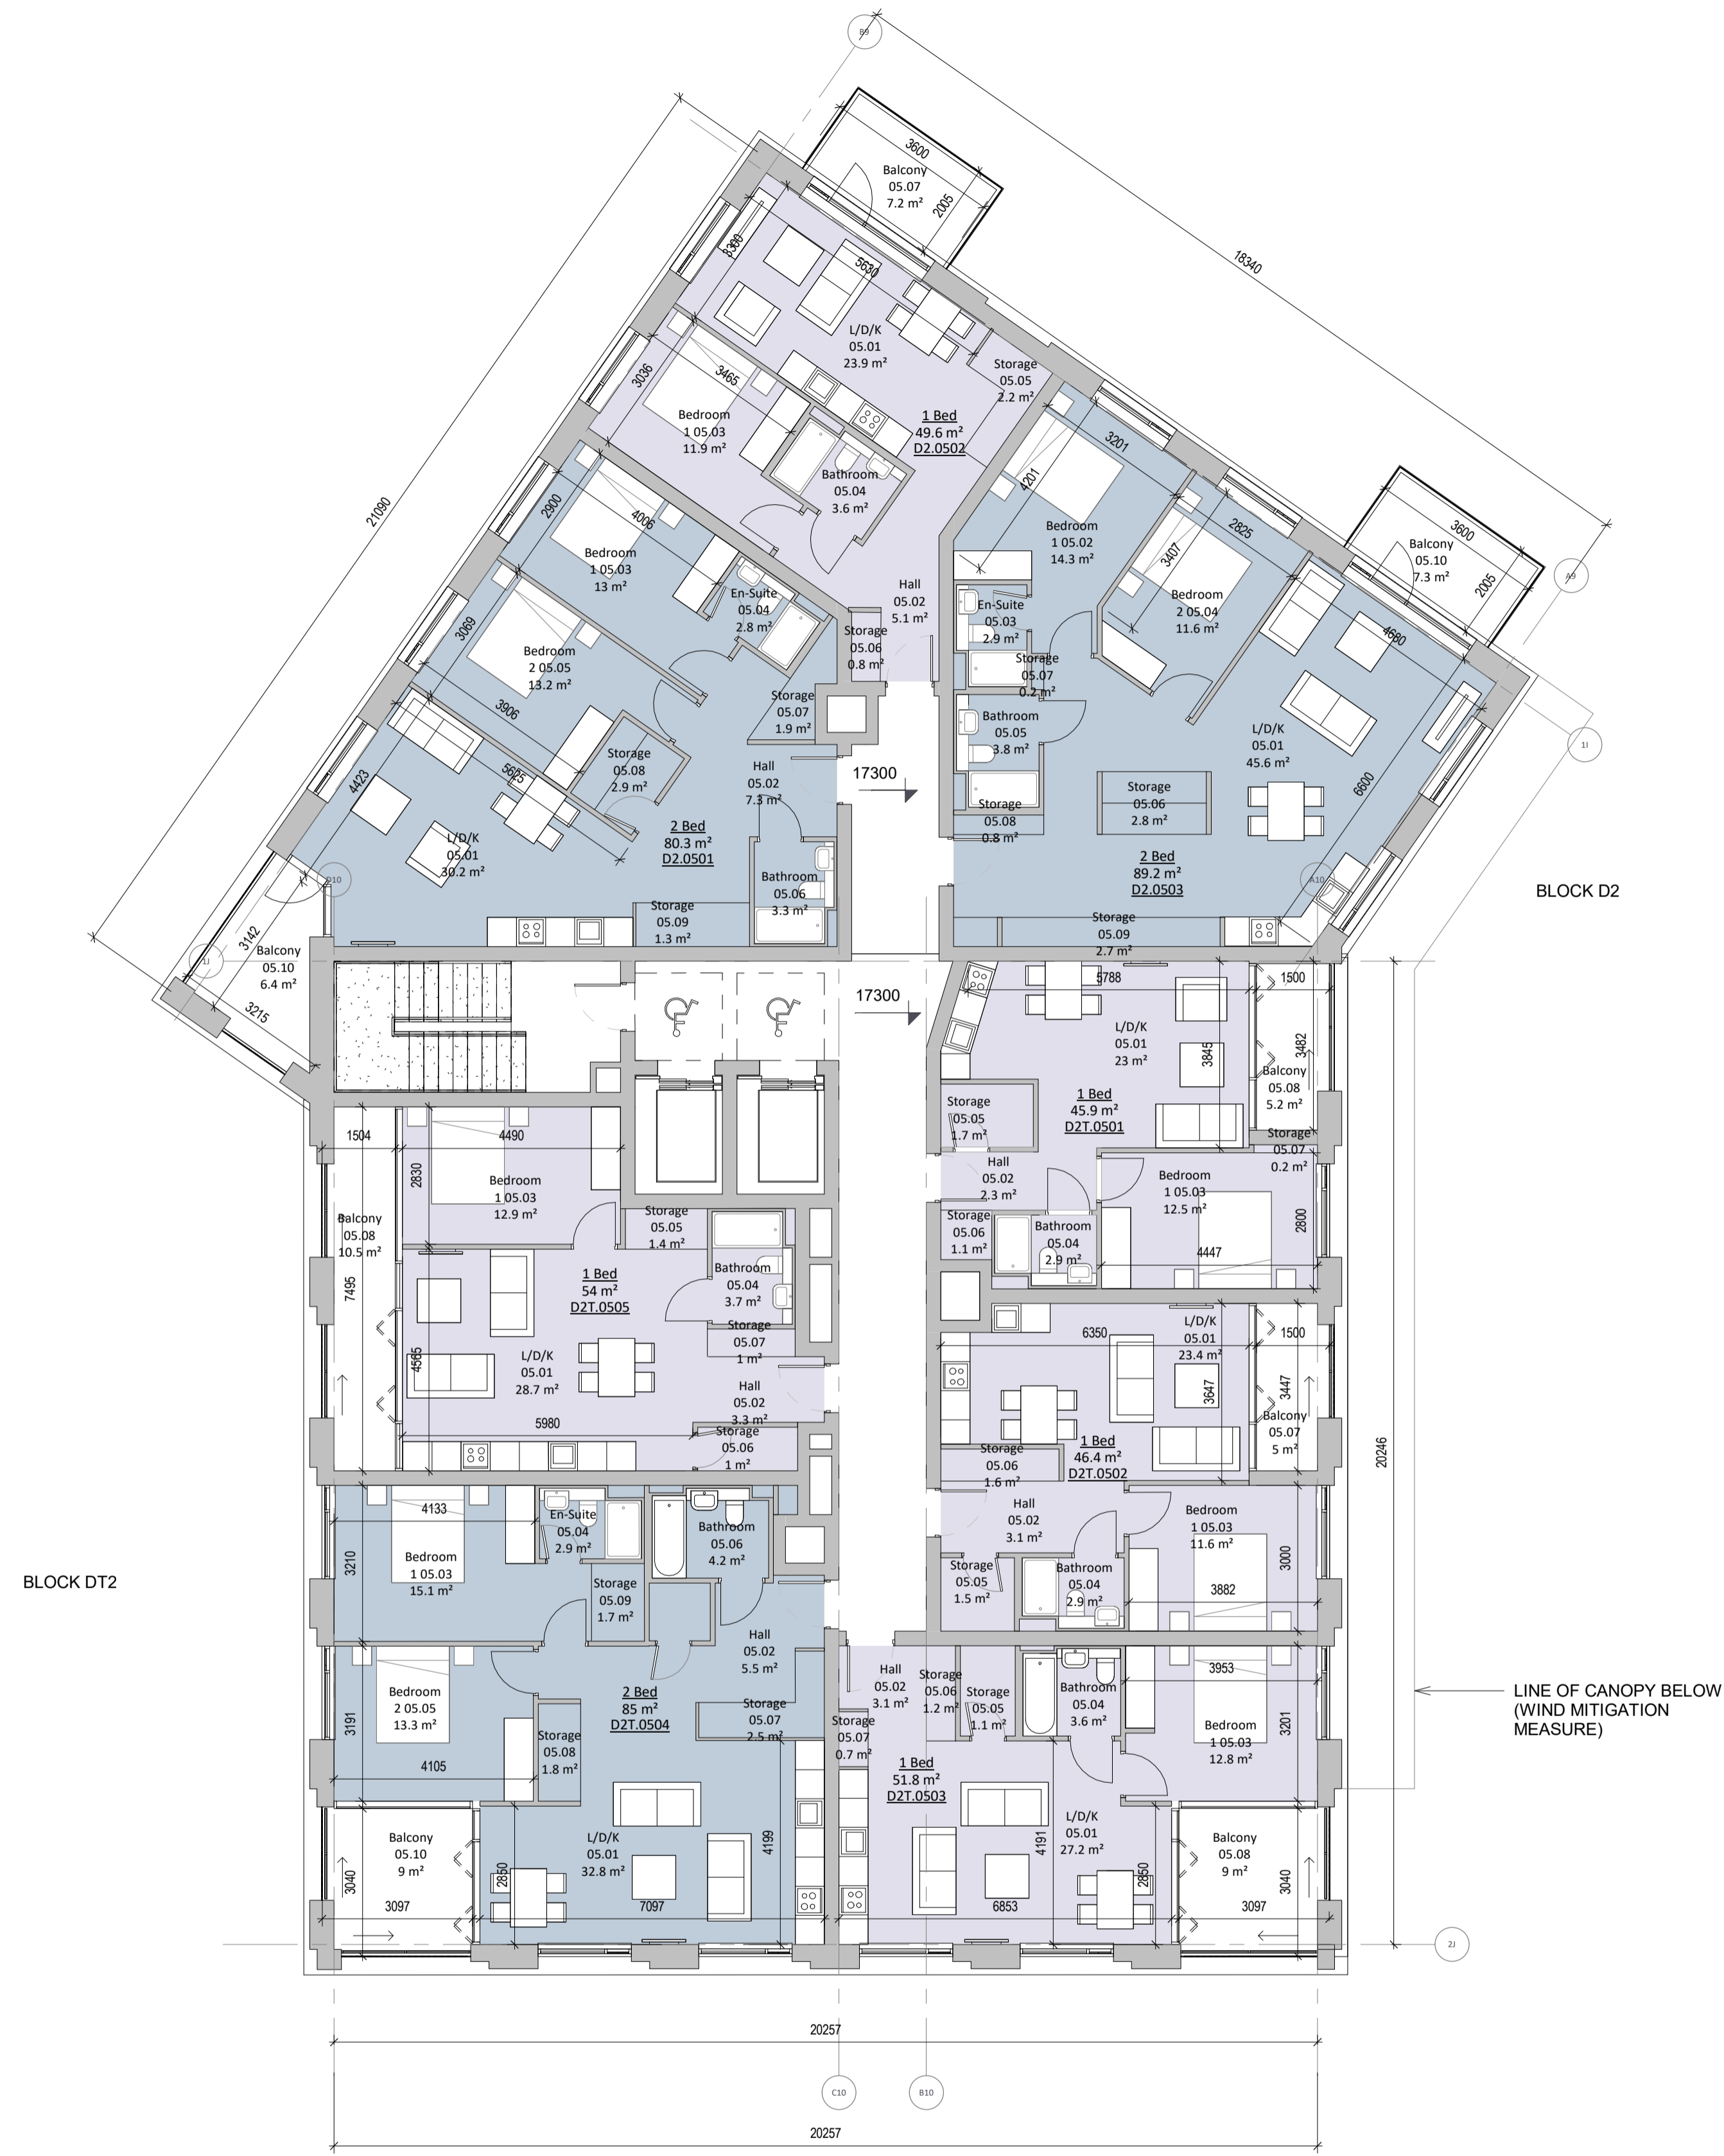 B9
3600
Balcony
05.07
7.2 m²
2005
18340
21090
3300
5630
L/D/K
05.01
23.9 m²
Storage
05.05
2.2 m²
3036
3465
Bedroom
1 05.03
11.9 m²
1 Bed
49.6 m²
D2.0502
Bathroom
05.04
3.6 m²
Hall
05.02
5.1 m²
Storage
05.06
0.8 m²
2900
4006
Bedroom
1 05.03
13 m²
En-Suite
05.04
2.8 m²
3069
Bedroom
2 05.05
13.2 m²
3906
Storage
05.07
1.9 m²
Storage
05.08
2.9 m²
Hall
05.02
7.3 m²
4423
5625
L/D/K
05.01
30.2 m²
2 Bed
80.3 m²
D2.0501
Bathroom
05.06
3.3 m²
Storage
05.09
1.3 m²
D10
3142
Balcony
05.10
6.4 m²
3215
1J
17300
3201
4201
Bedroom
1 05.02
14.3 m²
2825
3407
Bedroom
2 05.04
11.6 m²
En-Suite
05.03
2.9 m²
Storage
05.07
0.2 m²
Bathroom
05.05
3.8 m²
Storage
05.08
0.8 m²
Storage
05.06
2.8 m²
L/D/K
05.01
45.6 m²
4680
6600
2 Bed
89.2 m²
D2.0503
Storage
05.09
2.7 m²
3600
Balcony
05.10
7.3 m²
2005
A9
1I
A10
BLOCK D2
17300
5788
1500
L/D/K
05.01
23 m²
3845
3482
Balcony
05.08
5.2 m²
Storage
05.05
1.7 m²
1 Bed
45.9 m²
D2T.0501
Storage
05.07
0.2 m²
Hall
05.02
2.3 m²
Bedroom
1 05.03
12.5 m²
2800
Storage
05.06
1.1 m²
Bathroom
05.04
2.9 m²
4447
1504
4490
2830
Bedroom
1 05.03
12.9 m²
Balcony
05.08
10.5 m²
7495
Storage
05.05
1.4 m²
Bathroom
05.04
3.7 m²
1 Bed
54 m²
D2T.0505
Storage
05.07
1 m²
4565
L/D/K
05.01
28.7 m²
Hall
05.02
3.3 m²
5980
Storage
05.06
1 m²
6350
L/D/K
05.01
23.4 m²
1500
3647
3447
Balcony
05.07
5 m²
1 Bed
46.4 m²
D2T.0502
Storage
05.06
1.6 m²
Hall
05.02
3.1 m²
Bedroom
1 05.03
11.6 m²
3000
Storage
05.05
1.5 m²
Bathroom
05.04
2.9 m²
3882
20246
BLOCK DT2
4133
3210
Bedroom
1 05.03
15.1 m²
En-Suite
05.04
2.9 m²
Bathroom
05.06
4.2 m²
Storage
05.09
1.7 m²
Hall
05.02
5.5 m²
Bedroom
2 05.05
13.3 m²
3191
4105
2 Bed
85 m²
D2T.0504
Storage
05.07
2.5 m²
Storage
05.08
1.8 m²
Balcony
05.10
9 m²
3040
3097
L/D/K
05.01
32.8 m²
2850
7097
4199
Hall
05.02
3.1 m²
Storage
05.06
1.2 m²
Storage
05.05
1.1 m²
Bathroom
05.04
3.6 m²
3953
Bedroom
1 05.03
12.8 m²
3201
Storage
05.07
0.7 m²
1 Bed
51.8 m²
D2T.0503
L/D/K
05.01
27.2 m²
4191
2850
6853
Balcony
05.08
9 m²
3040
3097
LINE OF CANOPY BELOW
(WIND MITIGATION
MEASURE)
2J
20257
C10
B10
20257